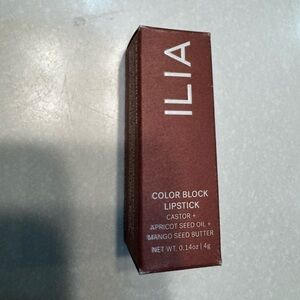 ILIA
COLOR BLOCK
LIPSTICK
CASTOR +
APRICOT SEED OIL +
MANGO SEED BUTTER
NET WT. 0.14oz | 4g